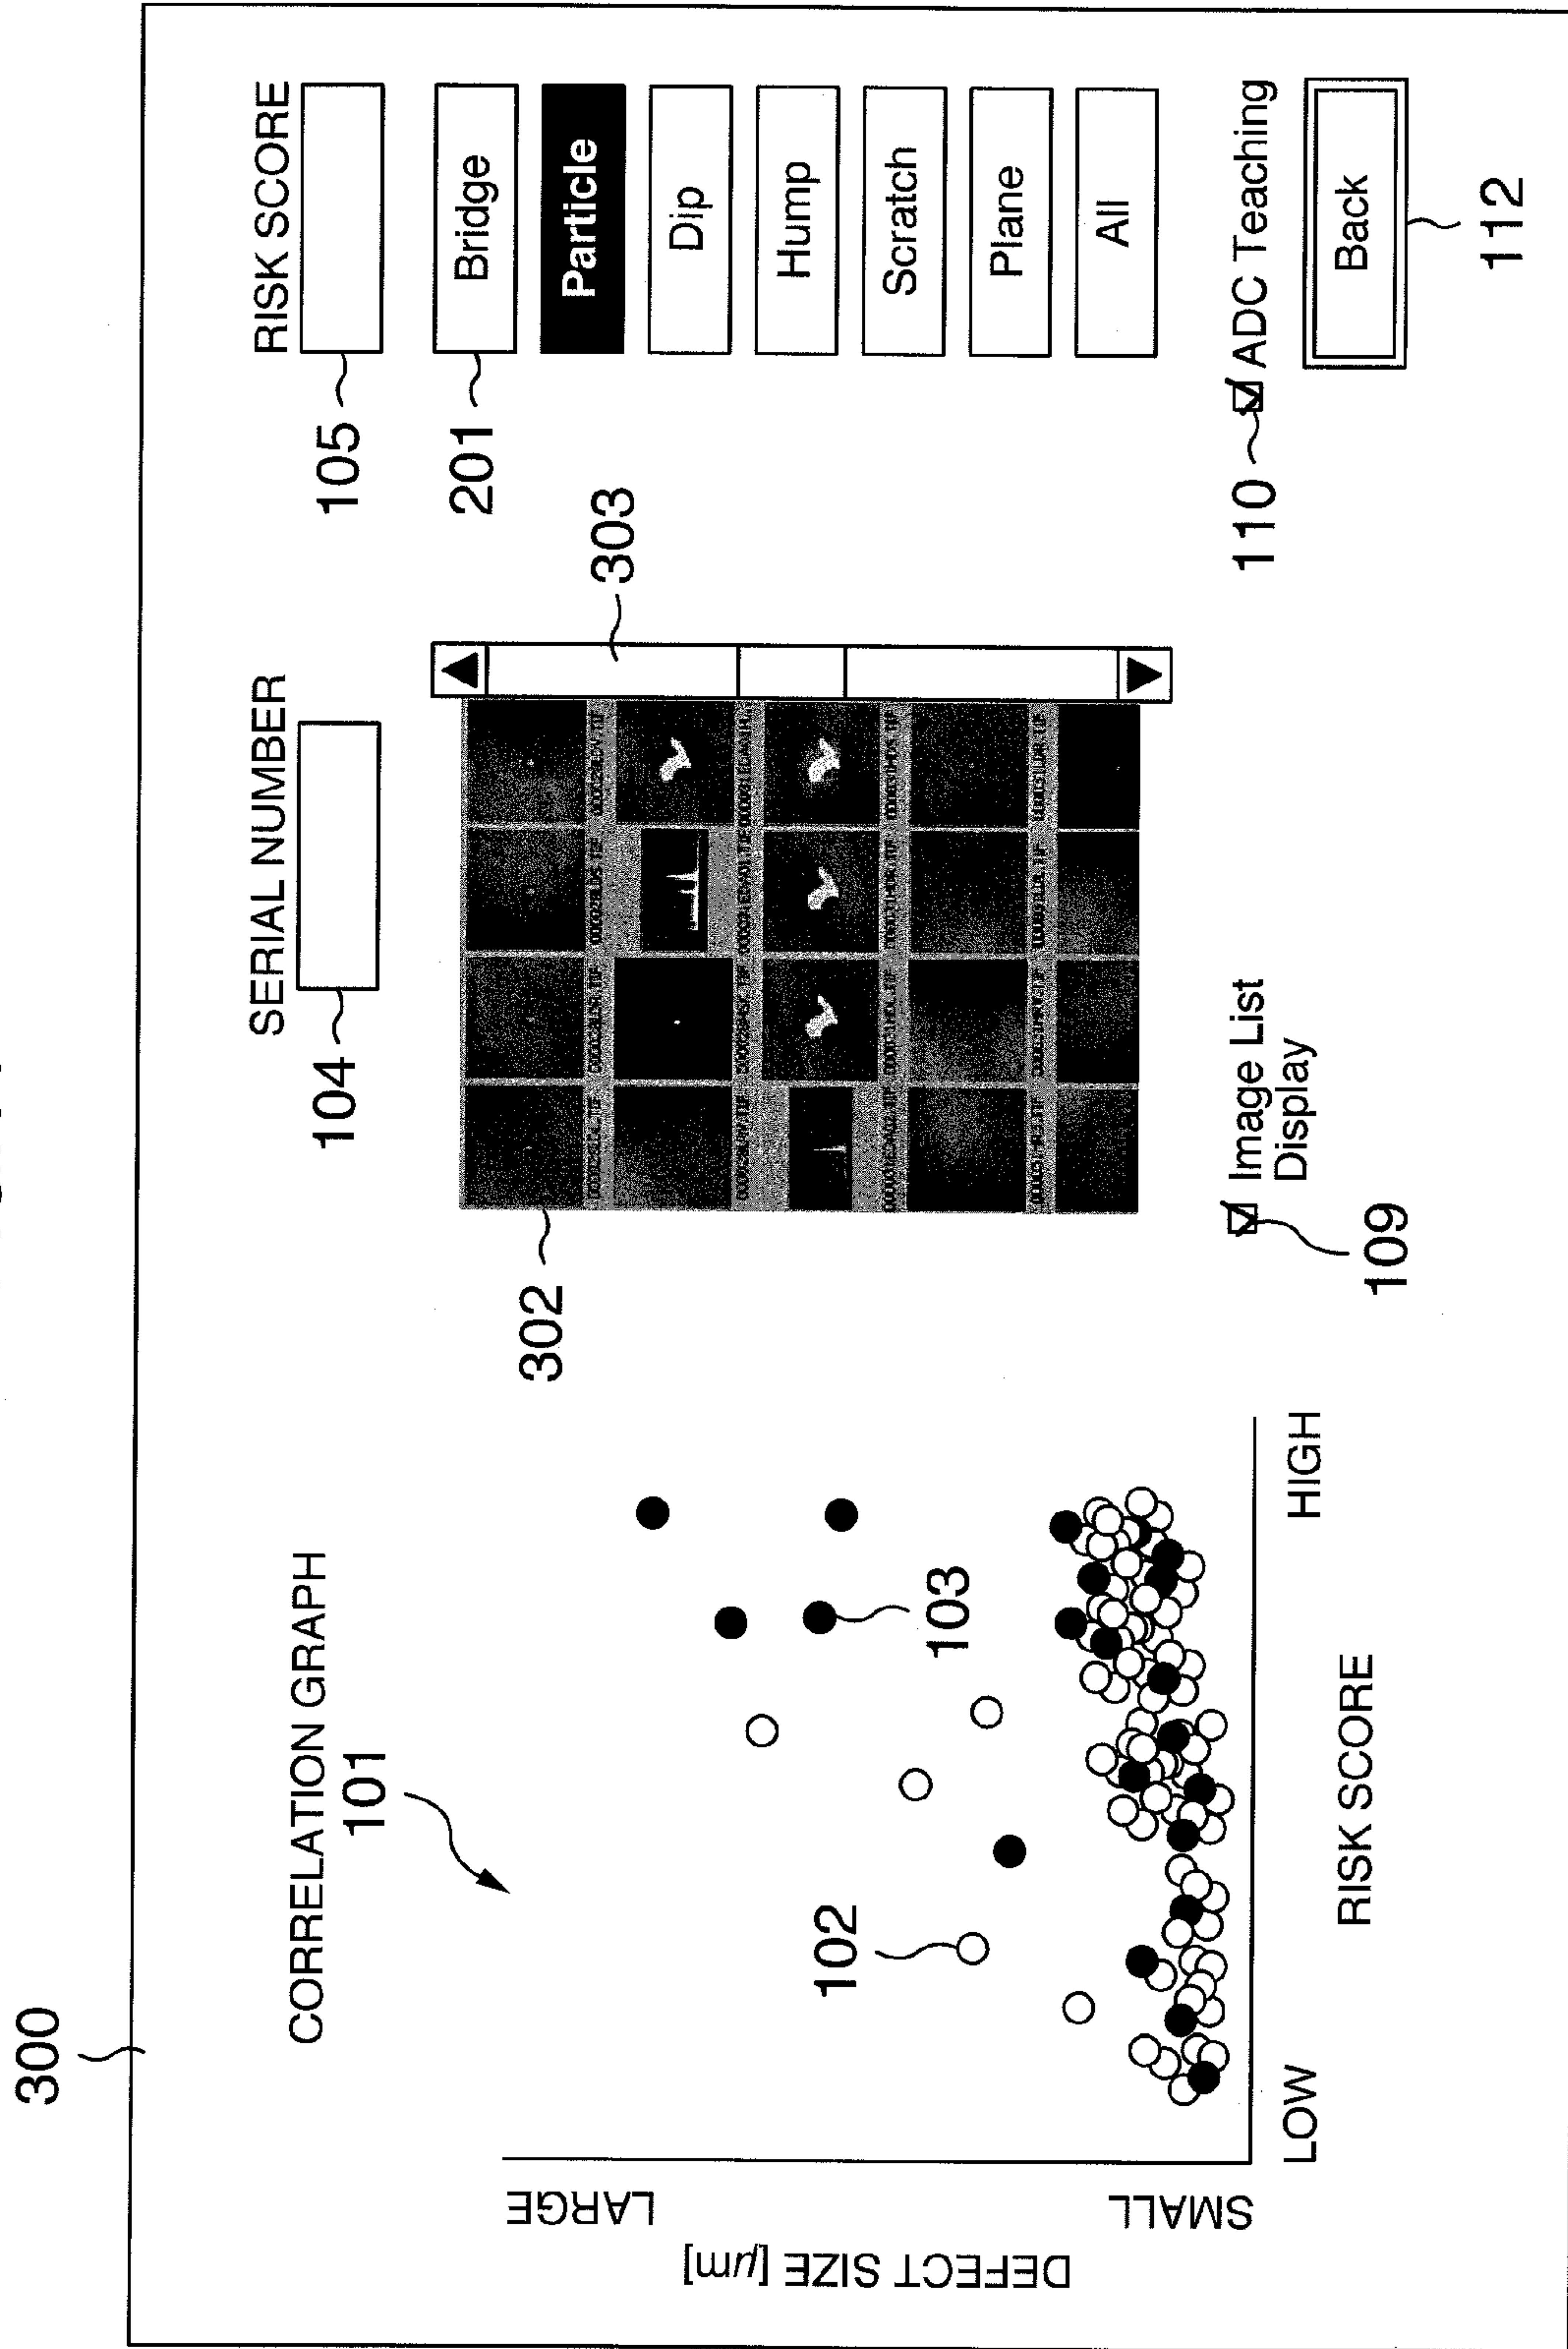 300
CORRELATION GRAPH
101
102
103
DEFECT SIZE [μm]
LARGE
SMALL
LOW
HIGH
RISK SCORE
SERIAL NUMBER
104
302
303
Image List
Display
109
RISK SCORE
105
201
Bridge
Particle
Dip
Hump
Scratch
Plane
All
110
ADC Teaching
Back
112